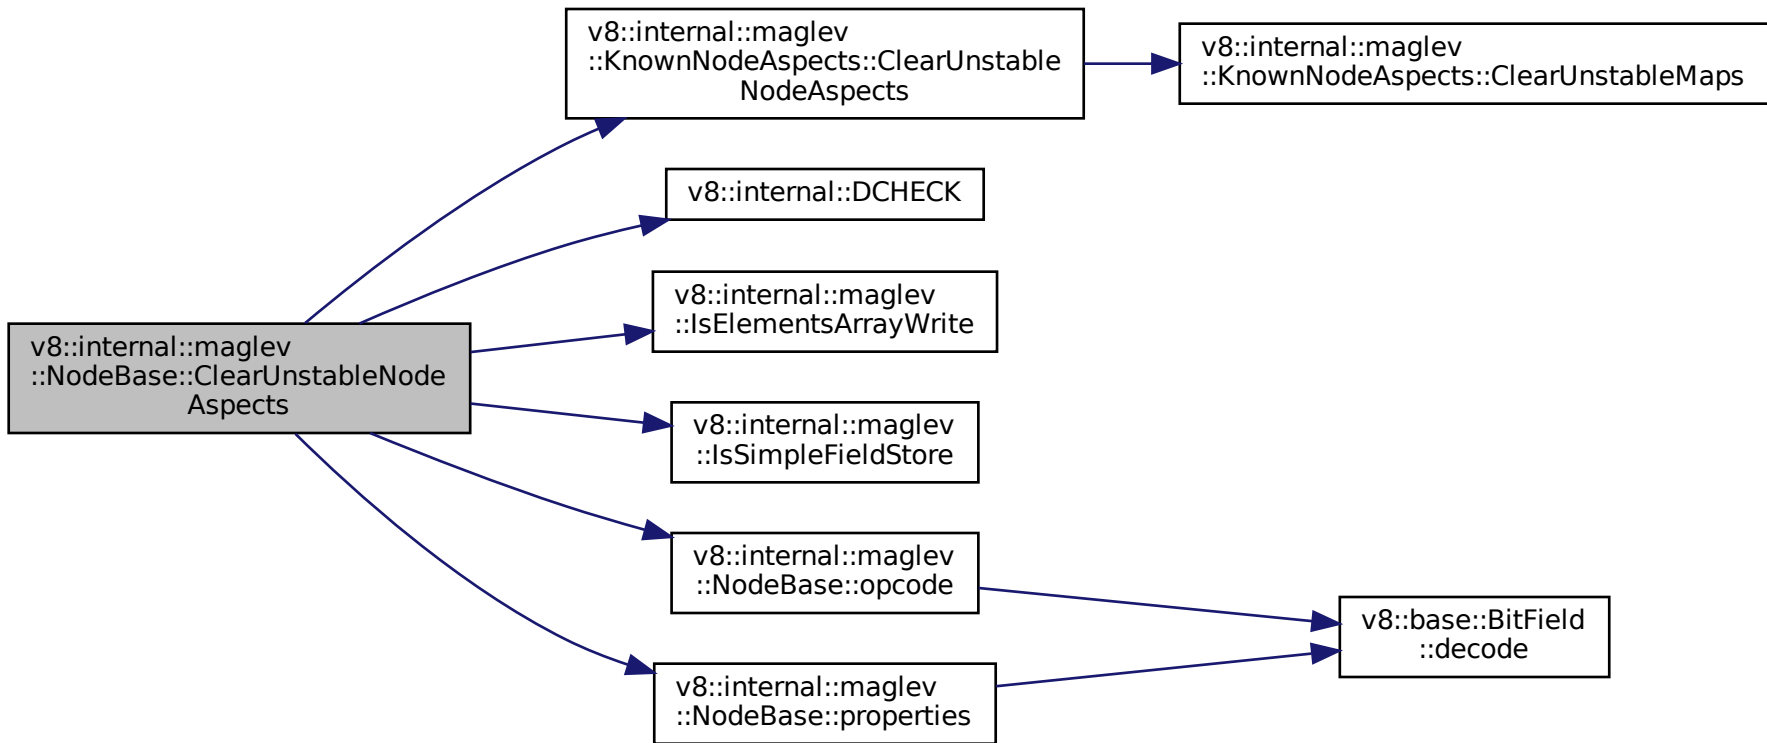 v8::internal::maglev
::KnownNodeAspects::ClearUnstable
NodeAspects
v8::internal::maglev
::KnownNodeAspects::ClearUnstableMaps
v8::internal::DCHECK
v8::internal::maglev
::IsElementsArrayWrite
v8::internal::maglev
::NodeBase::ClearUnstableNode
Aspects
v8::internal::maglev
::IsSimpleFieldStore
v8::internal::maglev
::NodeBase::opcode
v8::base::BitField
::decode
v8::internal::maglev
::NodeBase::properties